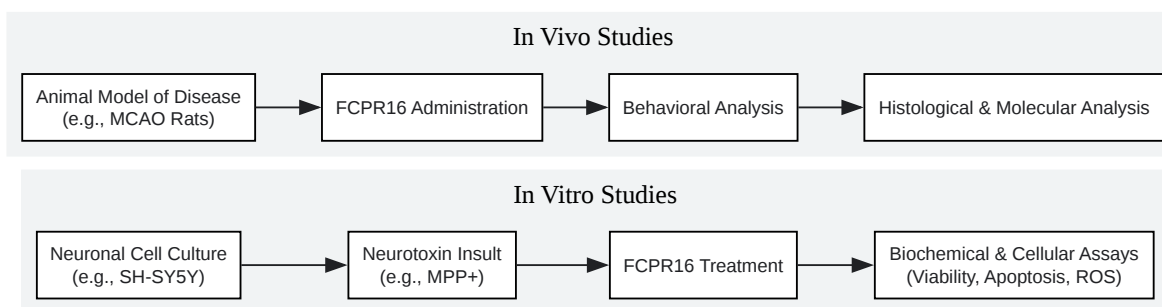 In Vivo Studies
Animal Model of Disease
(e.g., MCAO Rats)
FCPR16 Administration
Behavioral Analysis
Histological & Molecular Analysis
In Vitro Studies
Neuronal Cell Culture
(e.g., SH-SY5Y)
Neurotoxin Insult
(e.g., MPP+)
FCPR16 Treatment
Biochemical & Cellular Assays
(Viability, Apoptosis, ROS)